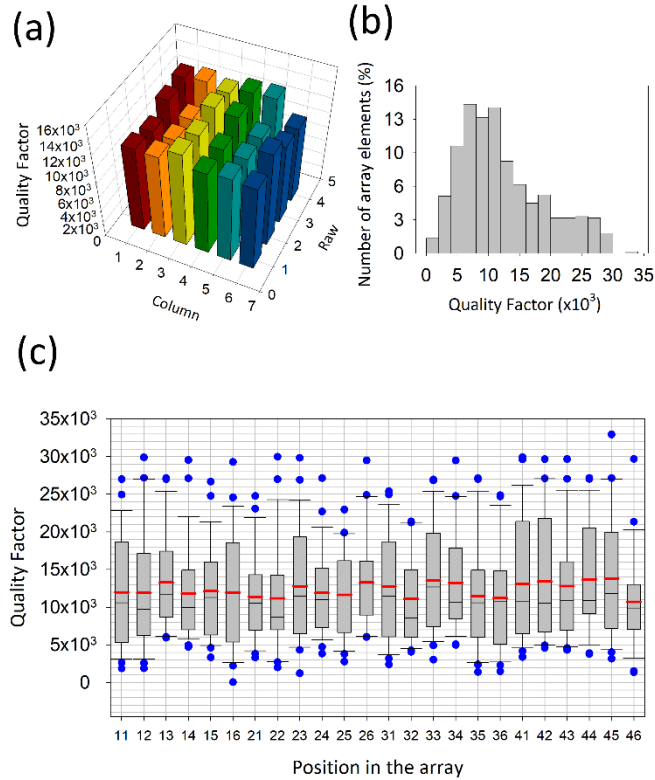 (a)
16x10³
14x10³
12x10³
10x10³
8x10³
6x10³
4x10³
2x10³
0
Quality Factor
1
2
3
4
5
6
7
Column
0
1
2
3
4
5
Raw
(b)
16
13
10
6
3
0
Number of array elements (%)
0
5
10
15
20
25
30
35
Quality Factor (x10³)
(c)
35x10³
30x10³
25x10³
20x10³
15x10³
10x10³
5x10³
0
Quality Factor
11 12 13 14 15 16 21 22 23 24 25 26 31 32 33 34 35 36 41 42 43 44 45 46
Position in the array